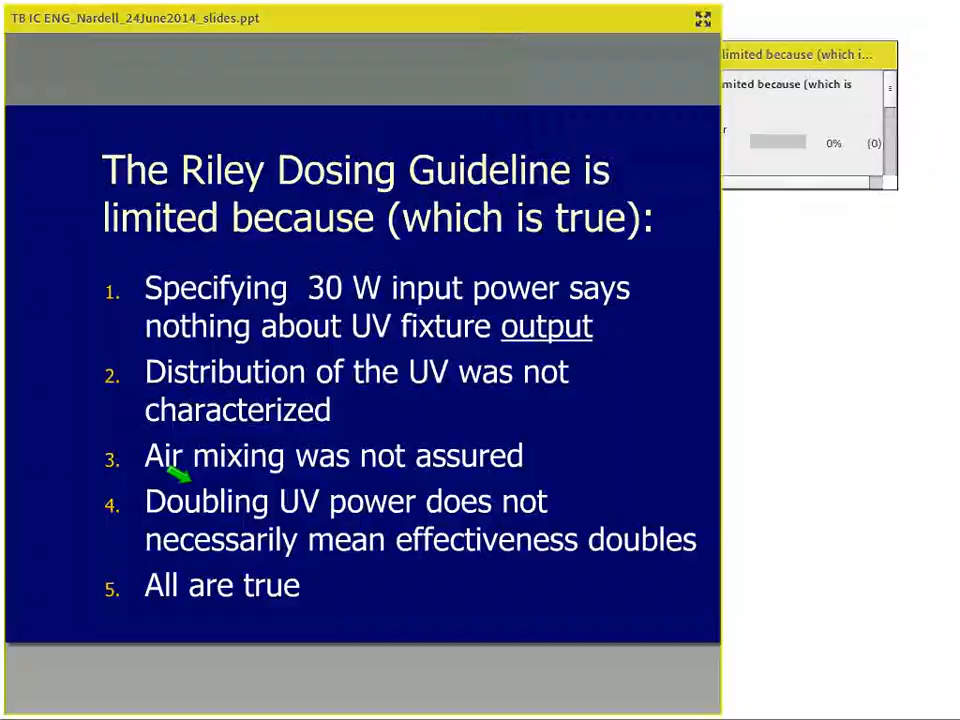 TB IC ENG_Nardell_24June2014_slides.ppt
limited because (which i...
mited because (which is
r
0% (0)
The Riley Dosing Guideline is
limited because (which is true):
1. Specifying 30 W input power says
nothing about UV fixture output
2. Distribution of the UV was not
characterized
3. Air mixing was not assured
4. Doubling UV power does not
necessarily mean effectiveness doubles
5. All are true